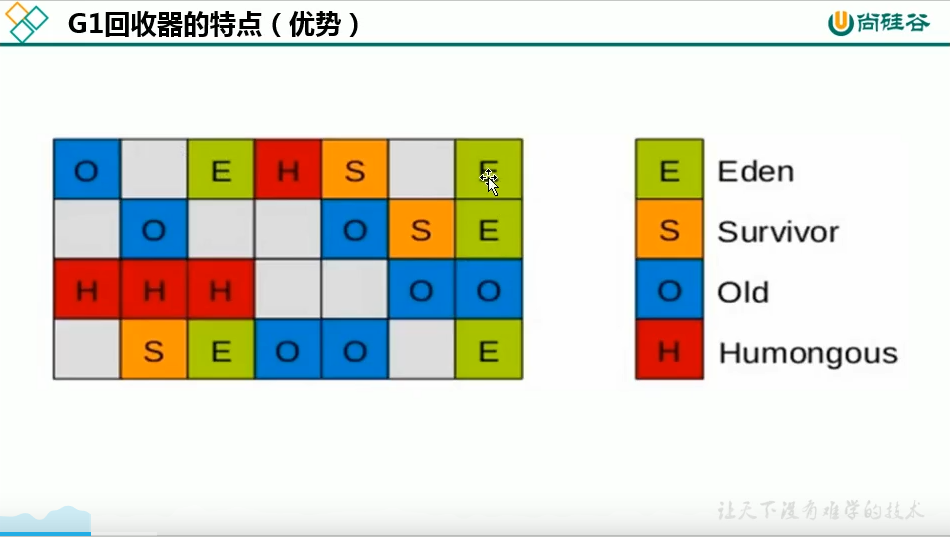 G1回收器的特点（优势）
尚硅谷
O E H S E
O O S E
H H H O O
S E O O E
E Eden
S Survivor
O Old
H Humongous
让天下没有难学的技术